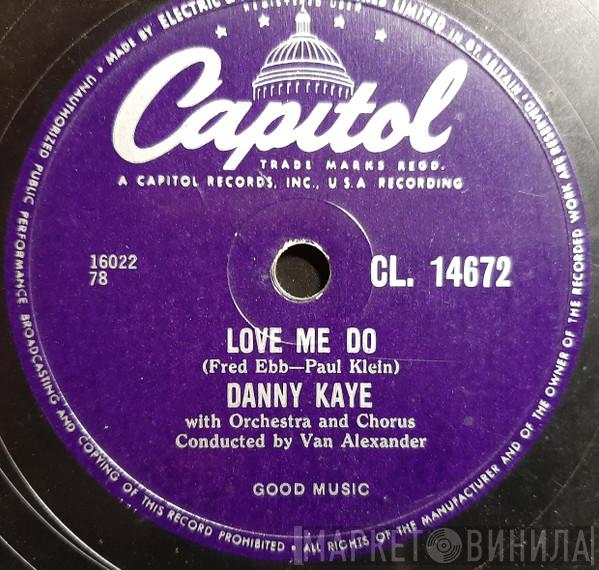 MADE BY ELECTRIC & LIMITED IN GT. BRITAIN
REGISTERED USER
Capitol
TRADE MARKS REGD.
A CAPITOL RECORDS, INC., U.S.A RECORDING
16022
78
CL. 14672
LOVE ME DO
(Fred Ebb—Paul Klein)
DANNY KAYE
with Orchestra and Chorus
Conducted by Van Alexander
GOOD MUSIC
ALL RIGHTS OF THE MANUFACTURER AND OF THE OWNER OF THE RECORDED WORK ARE RESERVED •
UNAUTHORIZED PUBLIC PERFORMANCE BROADCASTING AND COPYING OF THIS RECORD PROHIBITED •
МАРКЕТ ВИНИЛА